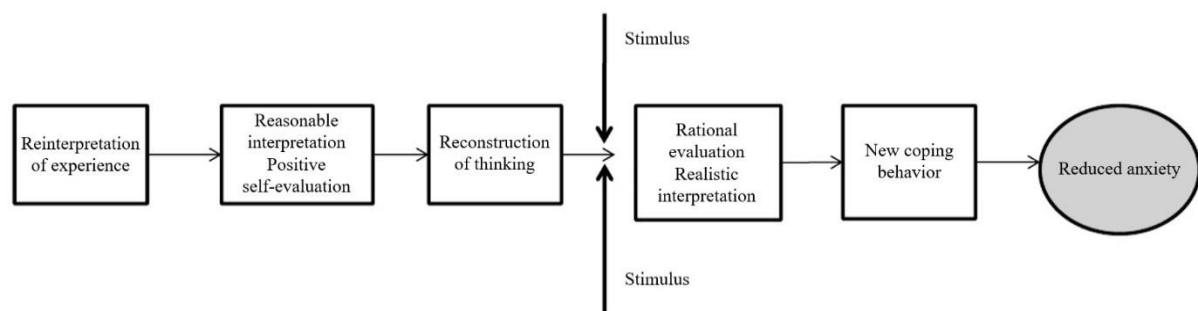 Stimulus
Reinterpretation
of experience
Reasonable
interpretation
Positive
self-evaluation
Reconstruction
of thinking
Rational
evaluation
Realistic
interpretation
New coping
behavior
Reduced anxiety
Stimulus